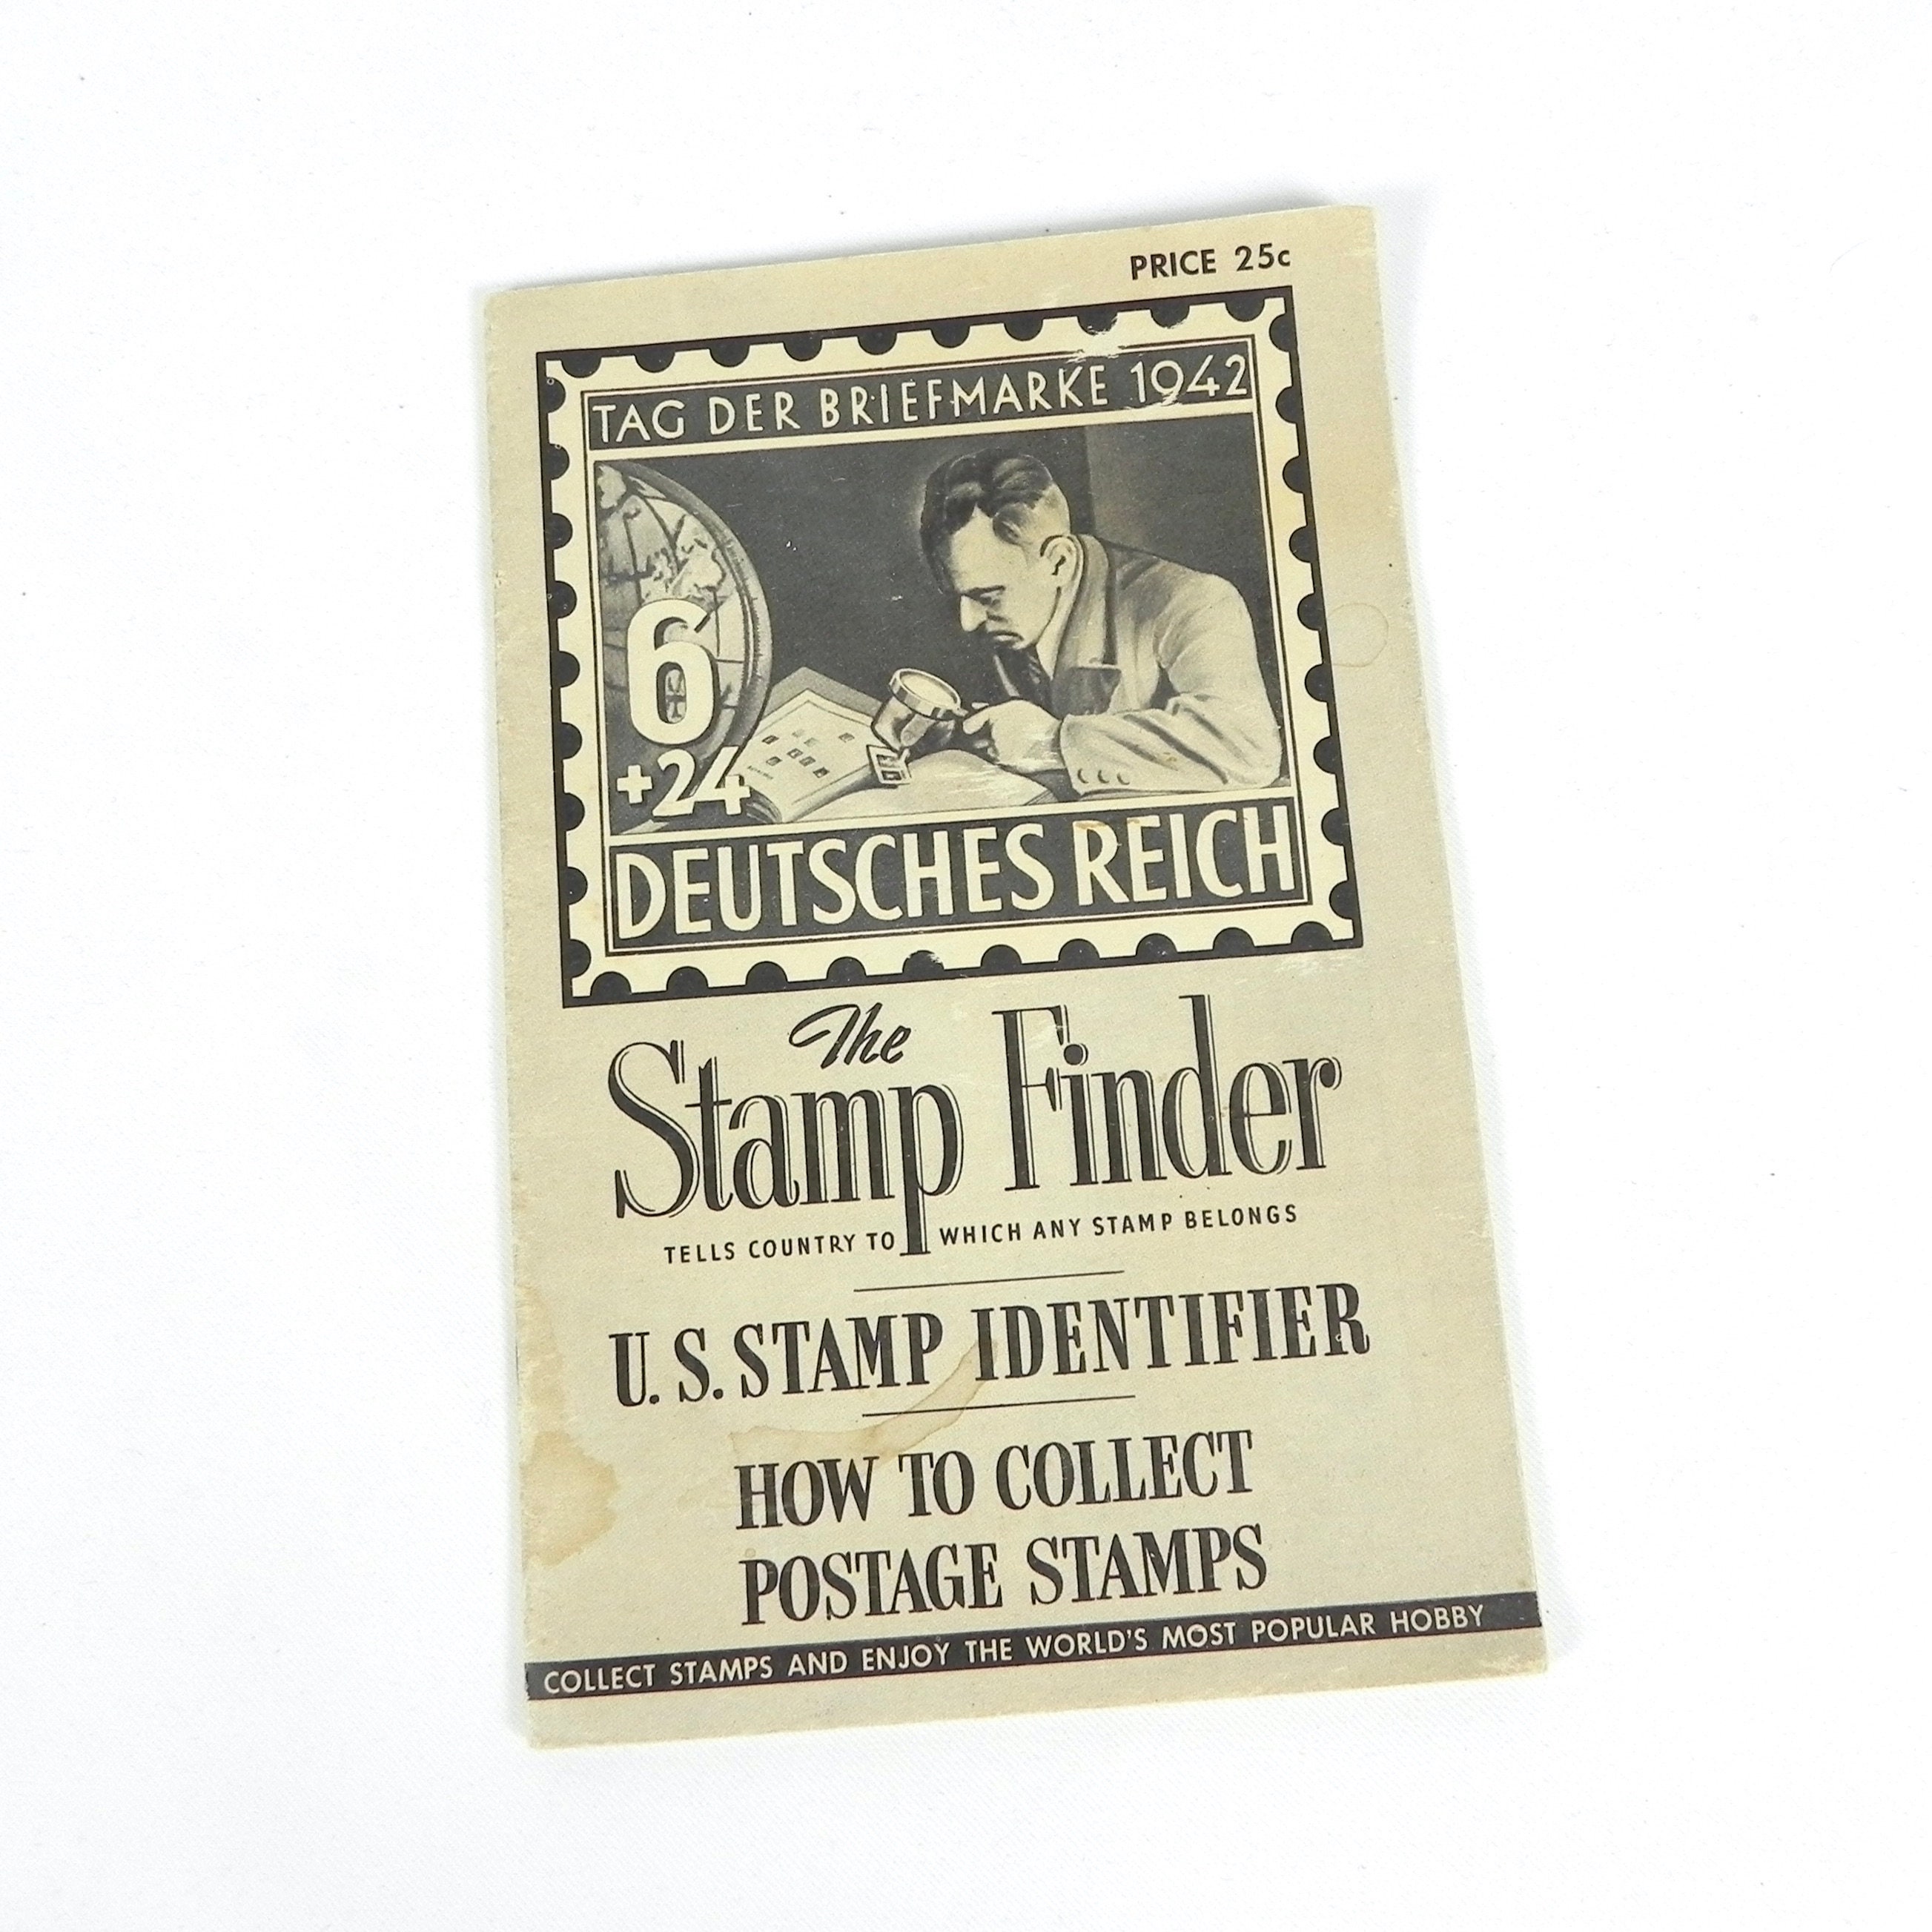 PRICE 25c
TAG DER BRIEFMARKE 1942
6
+24
DEUTSCHES REICH
The
Stamp Finder
TELLS COUNTRY TO WHICH ANY STAMP BELONGS
U. S. STAMP IDENTIFIER
HOW TO COLLECT
POSTAGE STAMPS
COLLECT STAMPS AND ENJOY THE WORLD'S MOST POPULAR HOBBY